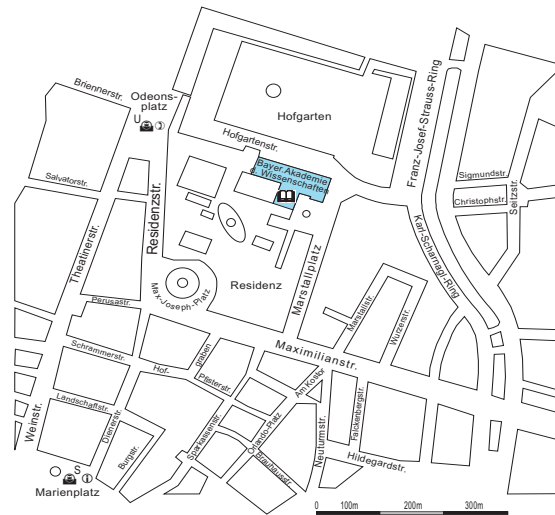 Briennerstr.
Odeons-
platz
U
Hofgarten
Hofgartenstr.
Bayer. Akademie
d. Wissenschaften
Franz-Josef-Strauss-Ring
Salvatorstr.
Sigmundstr.
Christophstr.
Seitzstr.
Residenzstr.
Theatinerstr.
Karl-Scharnagl-Ring
Marstallplatz
Residenz
Max-Joseph-Platz
Perusastr.
Marstallstr.
Wurzerstr.
Schrammerstr.
Hof-
graben
Pfisterstr.
Maximilianstr.
Am Kosttor
Landschaftstr.
Dienerstr.
Weinstr.
Burgstr.
Sparkassenstr.
Orlando-Platz
Bräuhausstr.
Neuturmstr.
Falckenbergstr.
Hildegardstr.
S
Marienplatz
0 100m 200m 300m